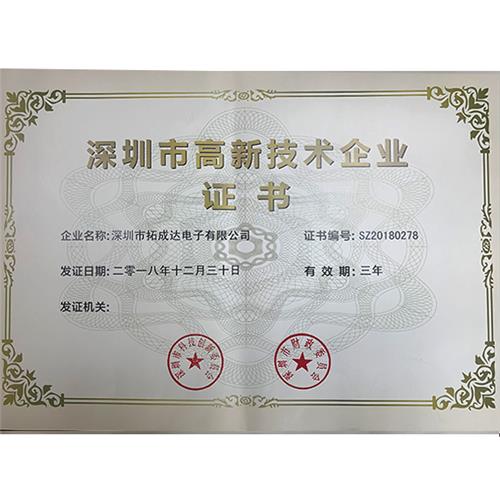 深圳市高新技术企业
证书
企业名称:深圳市拓成达电子有限公司 证书编号:SZ20180278
发证日期:二零一八年十二月三十日 有效期:三年
发证机关:
深圳市科技创新委员会 深圳市财政委员会